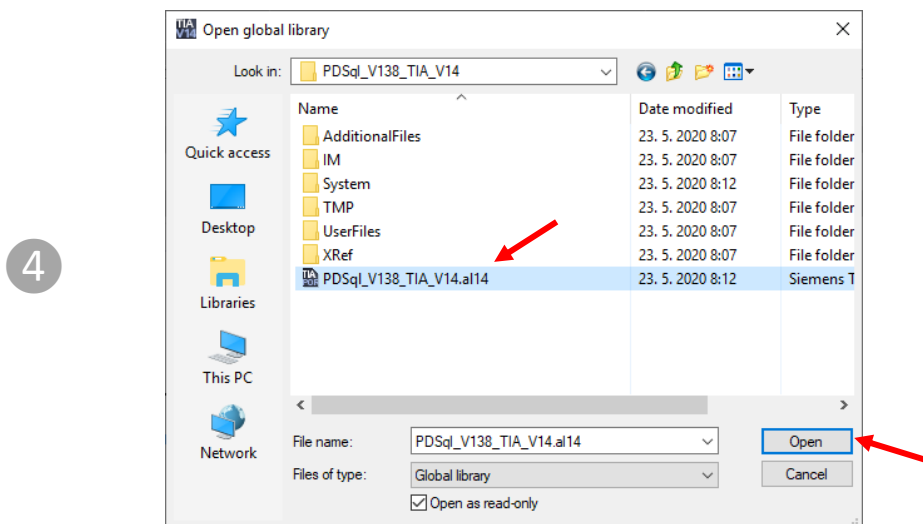 TIA V14 Open global library
Look in: PDSql_V138_TIA_V14
Name Date modified Type
AdditionalFiles 23. 5. 2020 8:07 File folder
IM 23. 5. 2020 8:07 File folder
System 23. 5. 2020 8:12 File folder
TMP 23. 5. 2020 8:07 File folder
UserFiles 23. 5. 2020 8:07 File folder
XRef 23. 5. 2020 8:07 File folder
PDSql_V138_TIA_V14.al14 23. 5. 2020 8:12 Siemens T
Quick access
Desktop
Libraries
This PC
Network
4
File name: PDSql_V138_TIA_V14.al14 Open
Files of type: Global library Cancel
Open as read-only